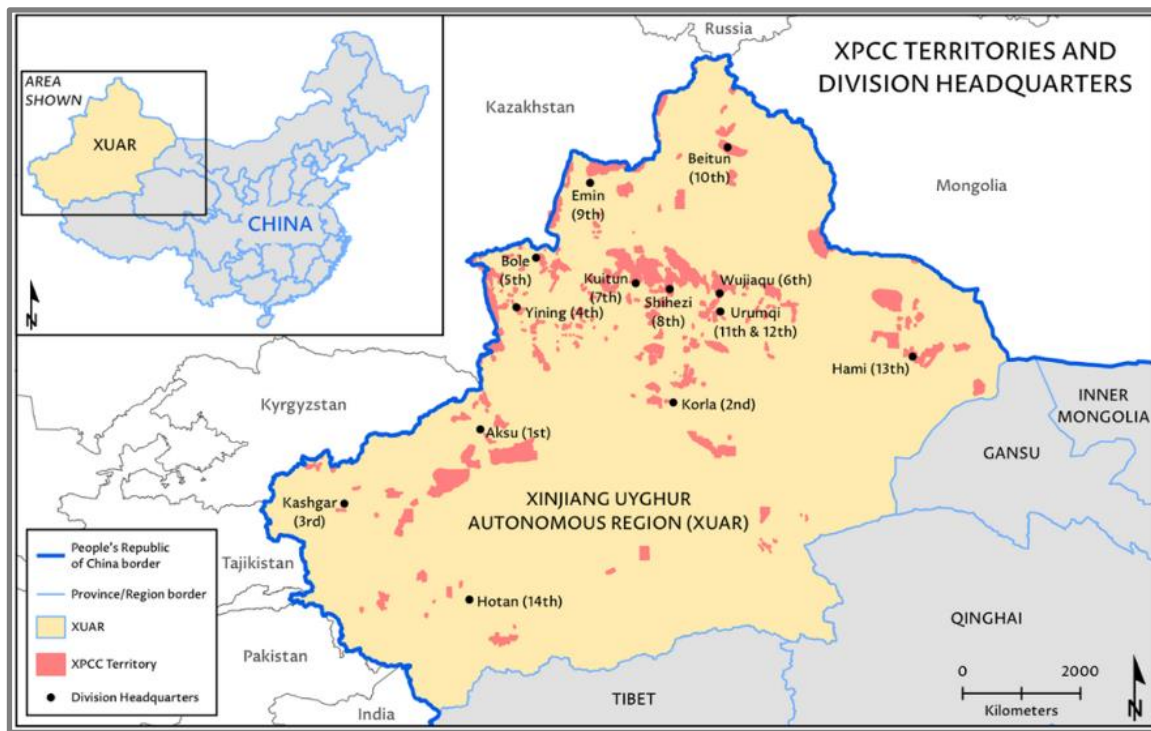 AREA
SHOWN
XUAR
CHINA
N
XPCC TERRITORIES AND
DIVISION HEADQUARTERS
Russia
Kazakhstan
Mongolia
Beitun
(10th)
Emin
(9th)
Bole
(5th)
Kuitun
(7th)
Shihezi
(8th)
Wujiaqu (6th)
Urumqi
(11th & 12th)
Yining (4th)
Hami (13th)
Korla (2nd)
Kyrgyzstan
Aksu (1st)
INNER
MONGOLIA
GANSU
Kashgar
(3rd)
XINJIANG UYGHUR
AUTONOMOUS REGION (XUAR)
Tajikistan
Hotan (14th)
QINGHAI
Pakistan
India
TIBET
People's Republic
of China border
Province/Region border
XUAR
XPCC Territory
Division Headquarters
0 2000
Kilometers
N